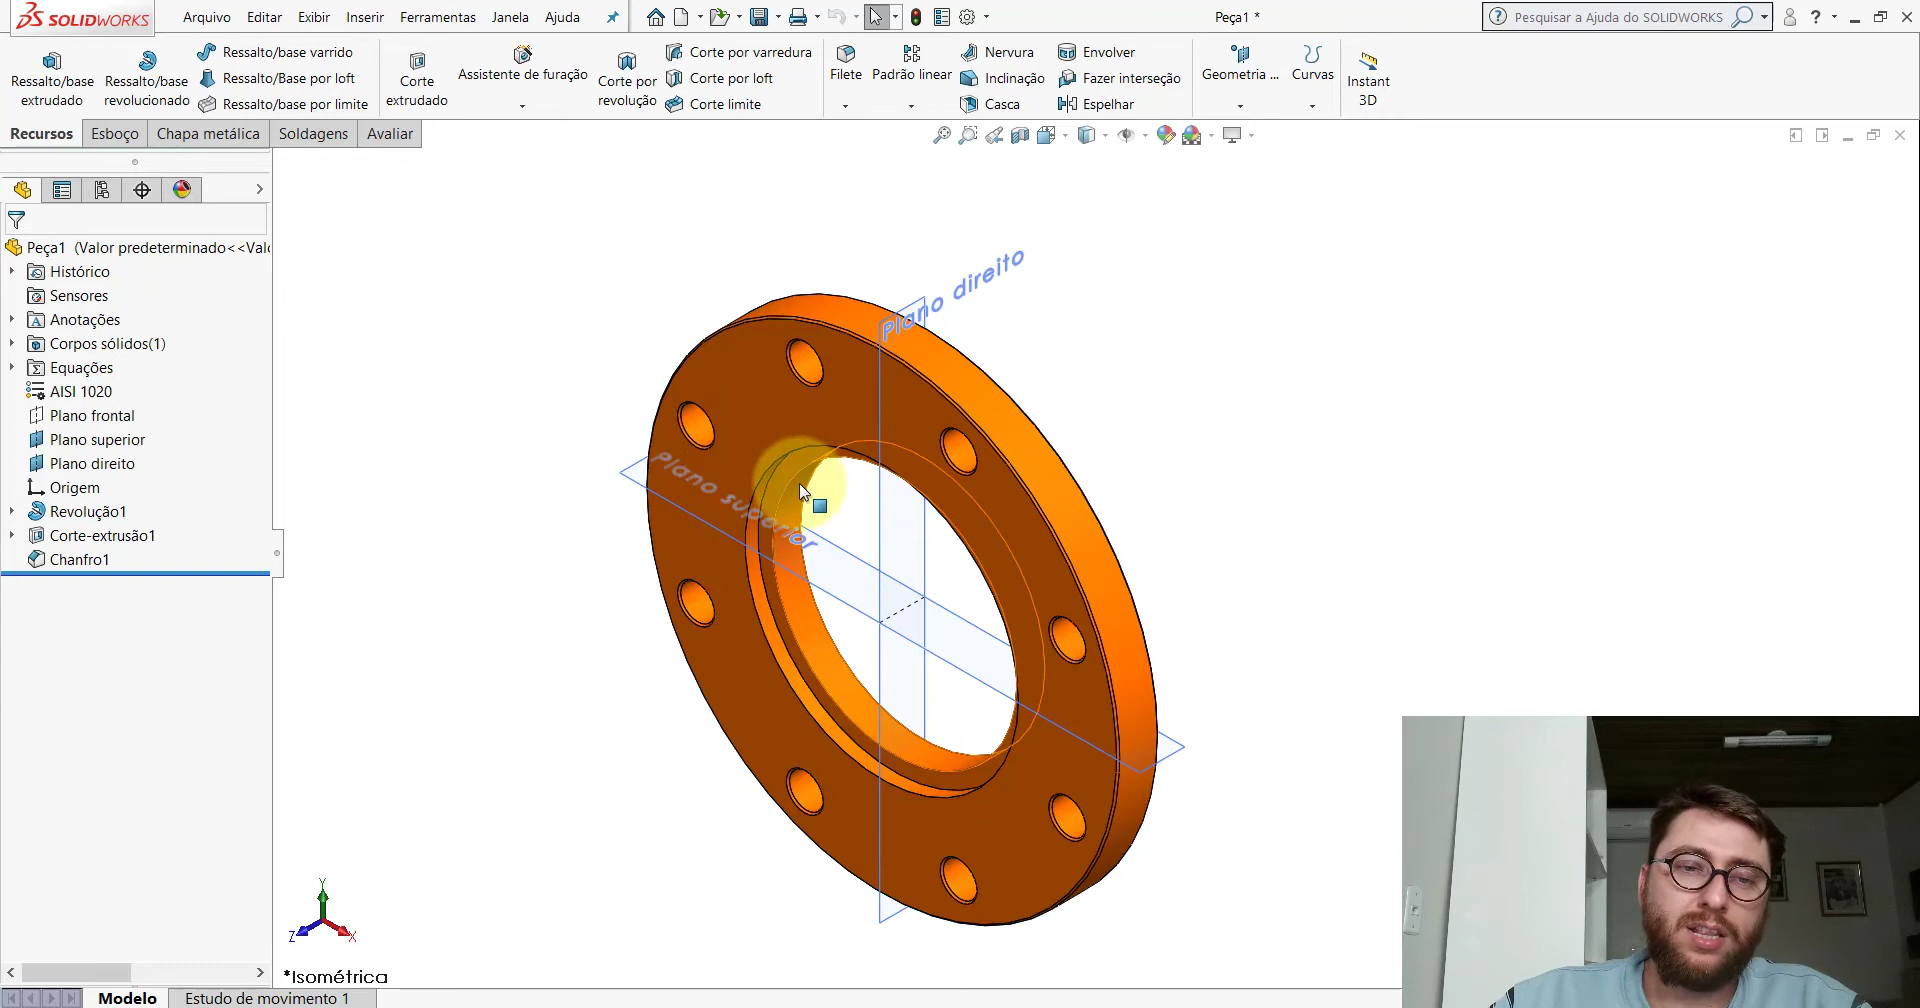 SOLIDWORKS
Arquivo Editar Exibir Inserir Ferramentas Janela Ajuda
Peça1 *
Pesquisar a Ajuda do SOLIDWORKS
Ressalto/base extrudado
Ressalto/base revolucionado
Ressalto/base varrido
Ressalto/Base por loft
Ressalto/base por limite
Corte extrudado
Assistente de furação
Corte por revolução
Corte por varredura
Corte por loft
Corte limite
Filete
Padrão linear
Nervura
Inclinação
Casca
Envolver
Fazer interseção
Espelhar
Geometria ...
Curvas
Instant 3D
Recursos Esboço Chapa metálica Soldagens Avaliar
Peça1 (Valor predeterminado<<Valo
Histórico
Sensores
Anotações
Corpos sólidos(1)
Equações
AISI 1020
Plano frontal
Plano superior
Plano direito
Origem
Revolução1
Corte-extrusão1
Chanfro1
Plano direito
Plano superior
Y
Z
X
*Isométrica
Modelo Estudo de movimento 1